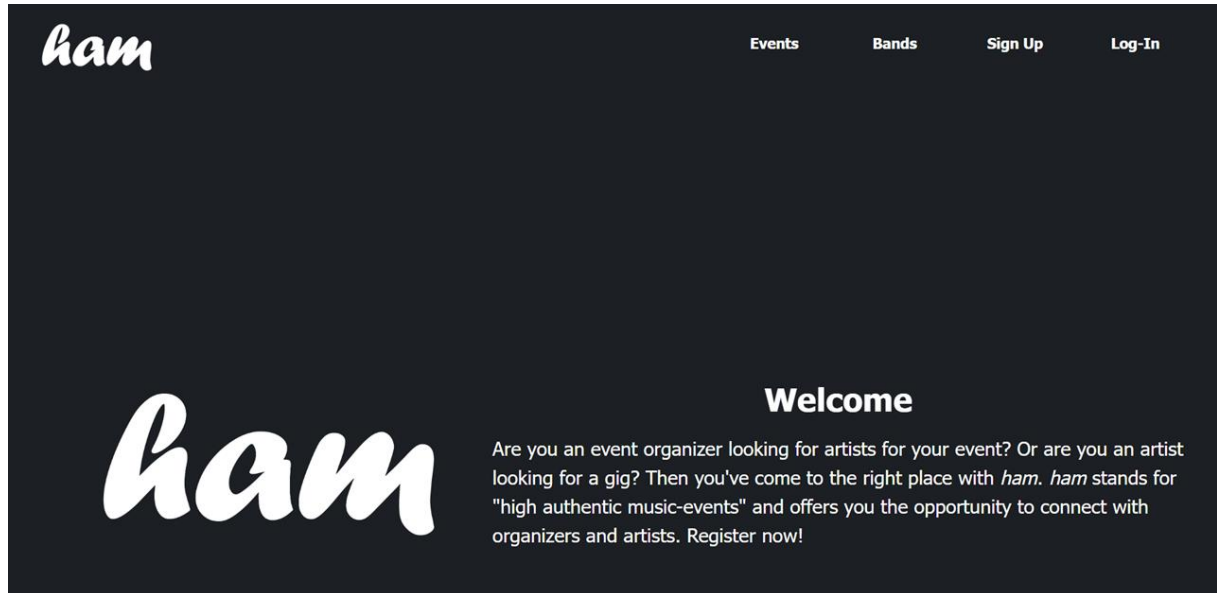 ham
Events Bands Sign Up Log-In
ham
Welcome
Are you an event organizer looking for artists for your event? Or are you an artist
looking for a gig? Then you've come to the right place with ham. ham stands for
"high authentic music-events" and offers you the opportunity to connect with
organizers and artists. Register now!